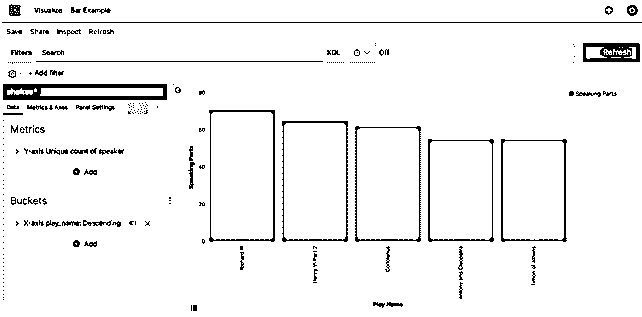 Visualize Bar Example
Save Share Inspect Refresh
Filters Search KQL Off Refresh
+ Add filter
shakes*
Data Metrics & Axes Panel Settings
Metrics
Y-axis Unique count of speaker
Add
Buckets
X-axis play_name: Descending
Add
80
60
40
20
0
Speaking Parts
Richard III
Henry VI Part 2
Coriolanus
Antony and Cleopatra
Timon of Athens
Play Name
Speaking Parts